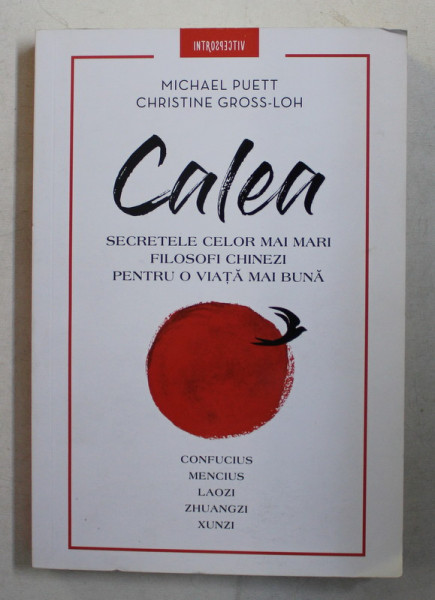 INTROSPECTIV
MICHAEL PUETT
CHRISTINE GROSS-LOH
Calea
SECRETELE CELOR MAI MARI
FILOSOFI CHINEZI
PENTRU O VIAȚĂ MAI BUNĂ
CONFUCIUS
MENCIUS
LAOZI
ZHUANGZI
XUNZI